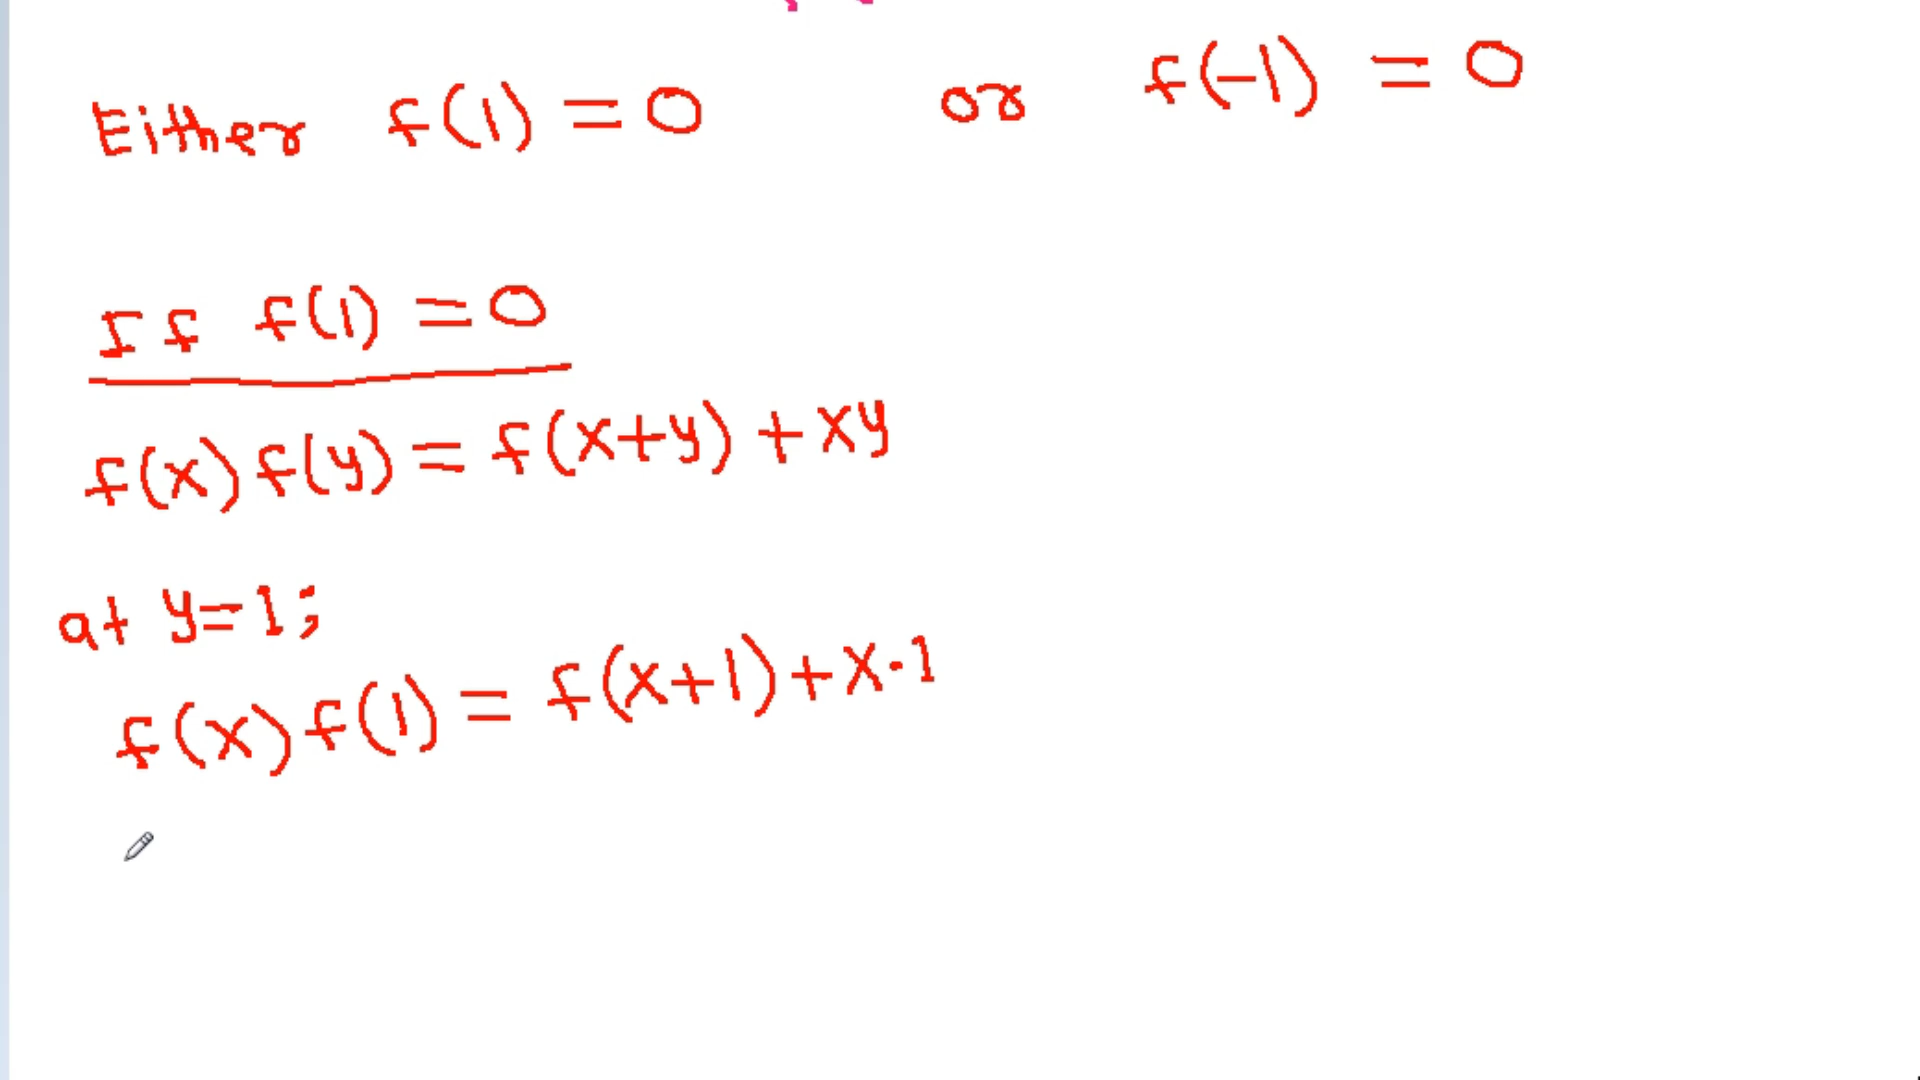 Either f(1) = 0 or f(-1) = 0
If f(1) = 0
f(x) f(y) = f(x+y) + xy
at y=1;
f(x) f(1) = f(x+1) + x·1